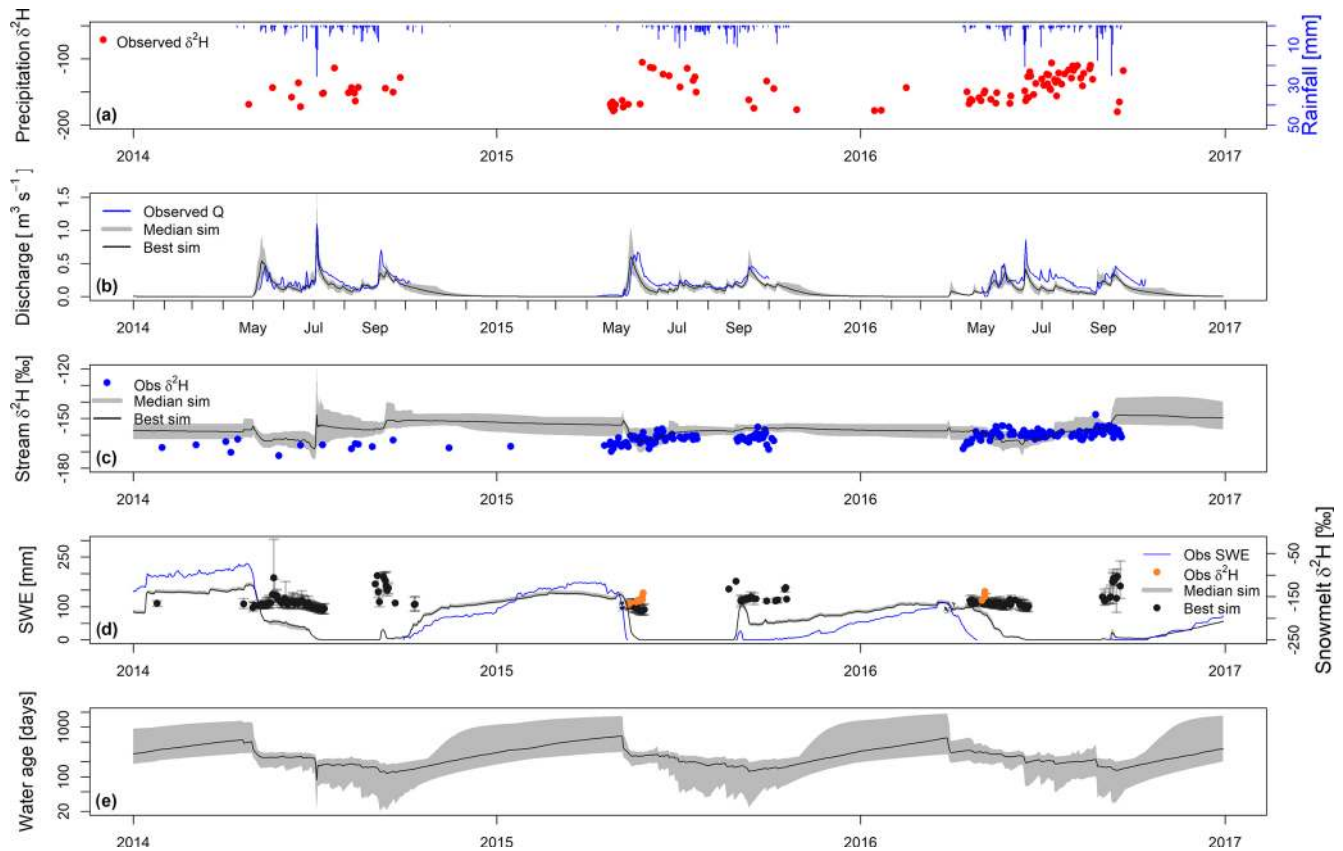 Precipitation δ²H
-100
-200
Observed δ²H
(a)
10
30
50
Rainfall [mm]
2014
2015
2016
2017
Discharge [ m³ s⁻¹ ]
1.5
1.0
0.5
0.0
Observed Q
Median sim
Best sim
(b)
2014
May
Jul
Sep
2015
May
Jul
Sep
2016
May
Jul
Sep
2017
Stream δ²H [‰]
-120
-150
-180
Obs δ²H
Median sim
Best sim
(c)
2014
2015
2016
2017
SWE [mm]
250
100
0
(d)
Obs SWE
Obs δ²H
Median sim
Best sim
-50
-150
-250
Snowmelt δ²H [‰]
2014
2015
2016
2017
Water age [days]
1000
100
20
(e)
2014
2015
2016
2017